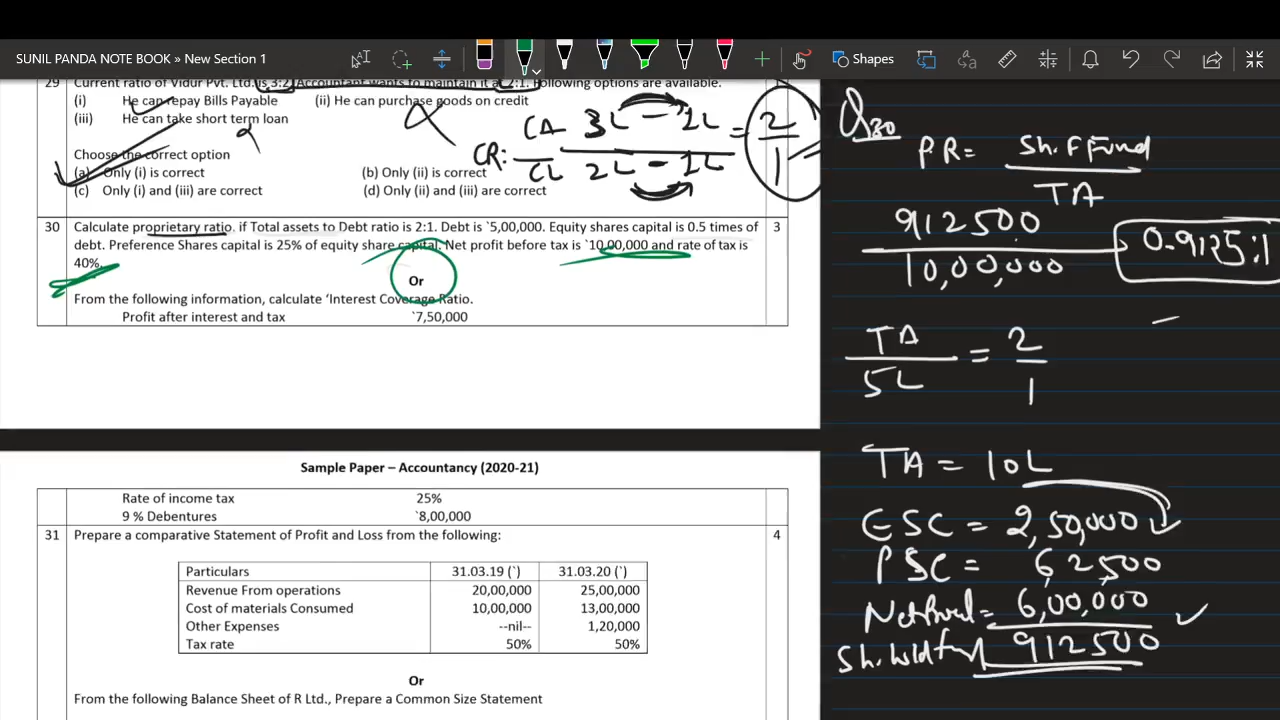 SUNIL PANDA NOTE BOOK » New Section 1
Shapes
29 Current ratio of Vidur Pvt. Ltd. is 3:2. Accountant wants to maintain it at 2:1. Following options are available.
(i) He can repay Bills Payable (ii) He can purchase goods on credit
(iii) He can take short term loan
Choose the correct option
(a) Only (i) is correct (b) Only (ii) is correct
(c) Only (i) and (iii) are correct (d) Only (ii) and (iii) are correct
CR: CA 3L – 1L = 2
CL 2L – 1L 1
30 Calculate proprietary ratio, if Total assets to Debt ratio is 2:1. Debt is `5,00,000. Equity shares capital is 0.5 times of 3
debt. Preference Shares capital is 25% of equity share capital. Net profit before tax is `10,00,000 and rate of tax is
40%.
Or
From the following information, calculate 'Interest Coverage Ratio.
Profit after interest and tax `7,50,000
Sample Paper – Accountancy (2020-21)
Rate of income tax 25%
9 % Debentures `8,00,000
31 Prepare a comparative Statement of Profit and Loss from the following: 4
Particulars 31.03.19 (`) 31.03.20 (`)
Revenue From operations 20,00,000 25,00,000
Cost of materials Consumed 10,00,000 13,00,000
Other Expenses --nil-- 1,20,000
Tax rate 50% 50%
Or
From the following Balance Sheet of R Ltd., Prepare a Common Size Statement
Q30
PR = Sh. F Fund
TA
912500
10,00,000
0.9125:1
TA = 2
5L 1
TA = 10L
ESC = 2,50,000
PSC = 62500
6,00,000
912500